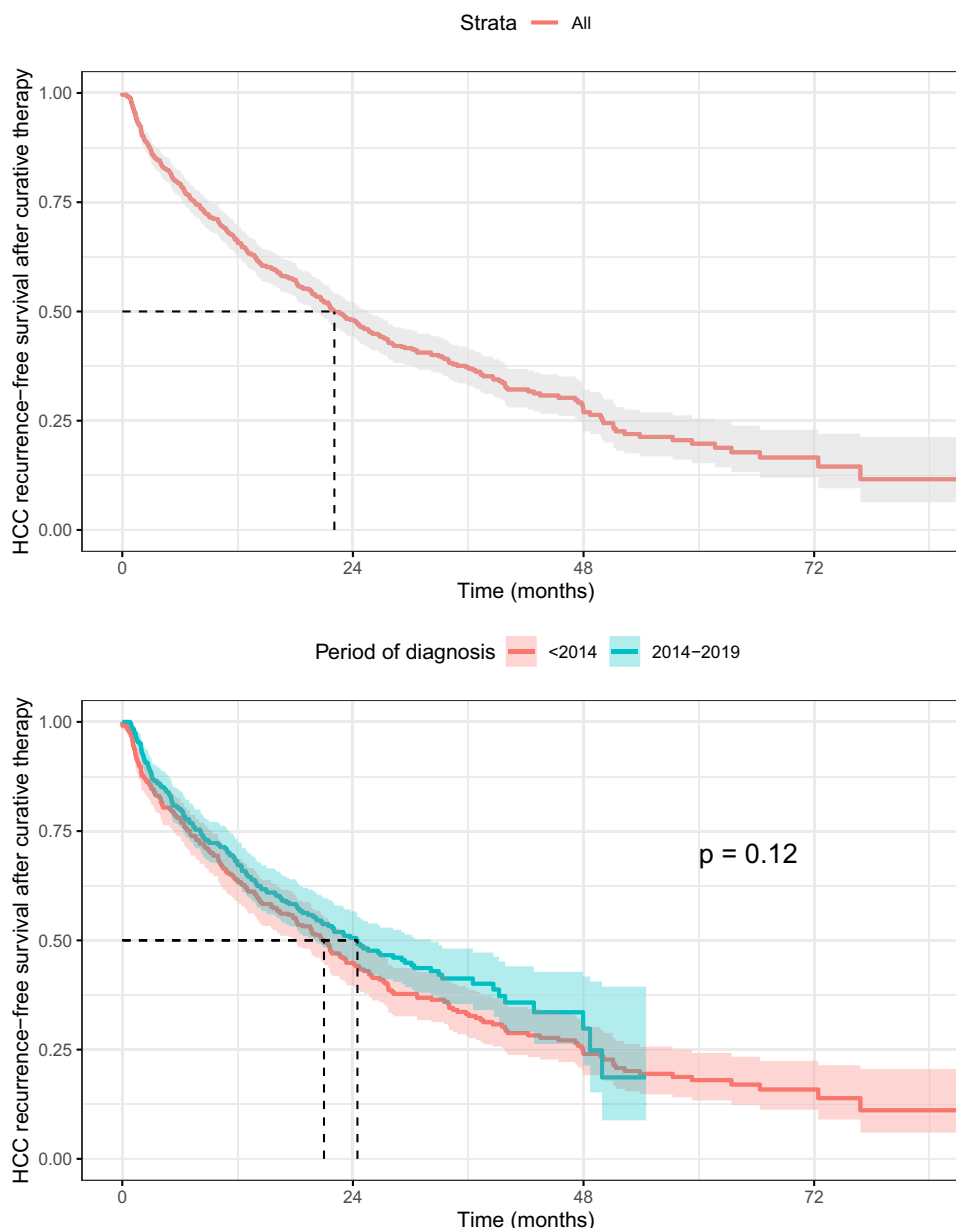 Strata All
HCC recurrence−free survival after curative therapy
1.00
0.75
0.50
0.25
0.00
0 24 48 72
Time (months)
Period of diagnosis <2014 2014−2019
HCC recurrence−free survival after curative therapy
1.00
0.75
0.50
0.25
0.00
p = 0.12
0 24 48 72
Time (months)